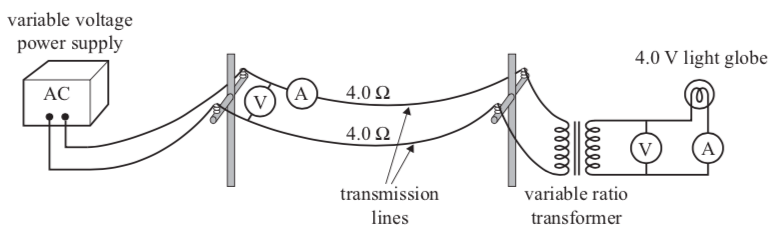 variable voltage
power supply
AC
V
A
4.0 Ω
4.0 Ω
transmission
lines
variable ratio
transformer
4.0 V light globe
V
A